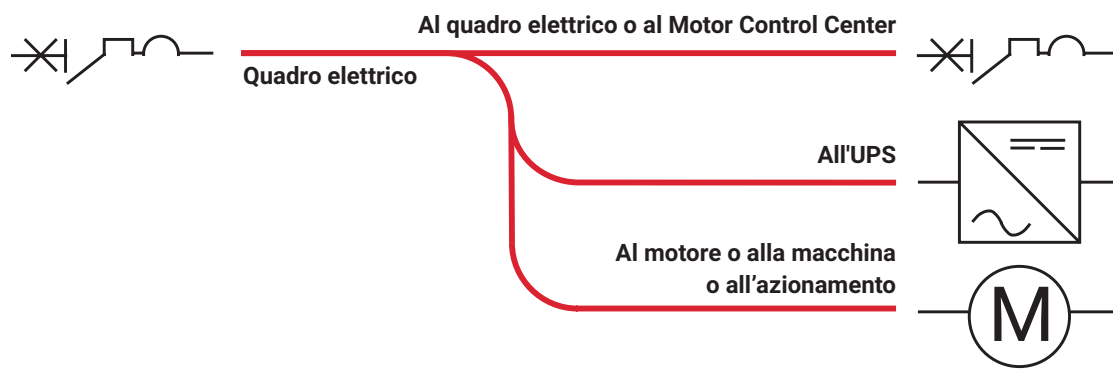 Al quadro elettrico o al Motor Control Center
Quadro elettrico
All'UPS
Al motore o alla macchina
o all’azionamento
M